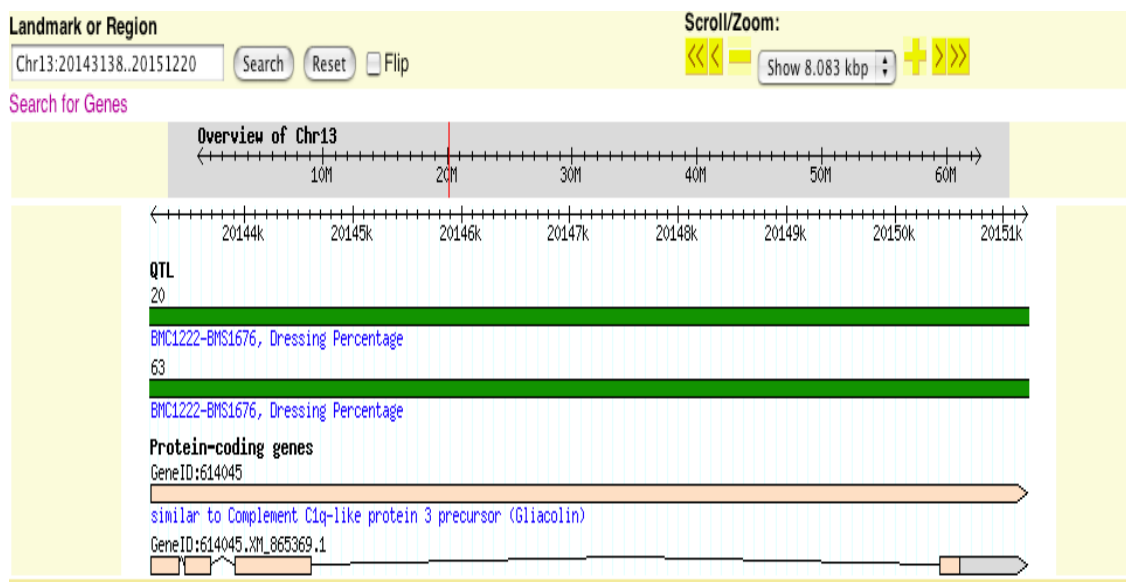 Landmark or Region
Scroll/Zoom:
Chr13:20143138..20151220 Search Reset Flip
<<< Show 8.083 kbp >>>
Search for Genes
Overview of Chr13
10M 20M 30M 40M 50M 60M
20144k 20145k 20146k 20147k 20148k 20149k 20150k 20151k
QTL
20
BMC1222-BMS1676, Dressing Percentage
63
BMC1222-BMS1676, Dressing Percentage
Protein-coding genes
GeneID:614045
similar to Complement C1q-like protein 3 precursor (Gliacolin)
GeneID:614045.XM_865369.1